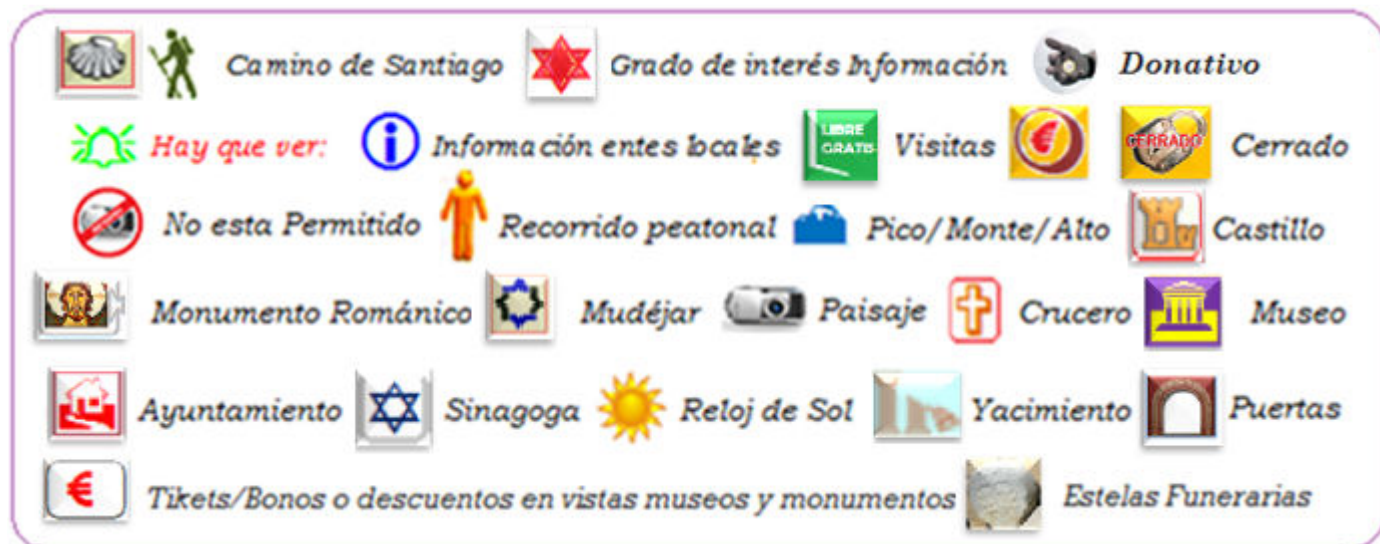 Camino de Santiago Grado de interés Información Donativo
Hay que ver: Información entes locales LIBRE GRATIS Visitas € CERRADO Cerrado
No esta Permitido Recorrido peatonal Pico/Monte/Alto Castillo
Monumento Románico Mudéjar Paisaje Crucero Museo
Ayuntamiento Sinagoga Reloj de Sol Yacimiento Puertas
€ Tikets/Bonos o descuentos en vistas museos y monumentos Estelas Funerarias